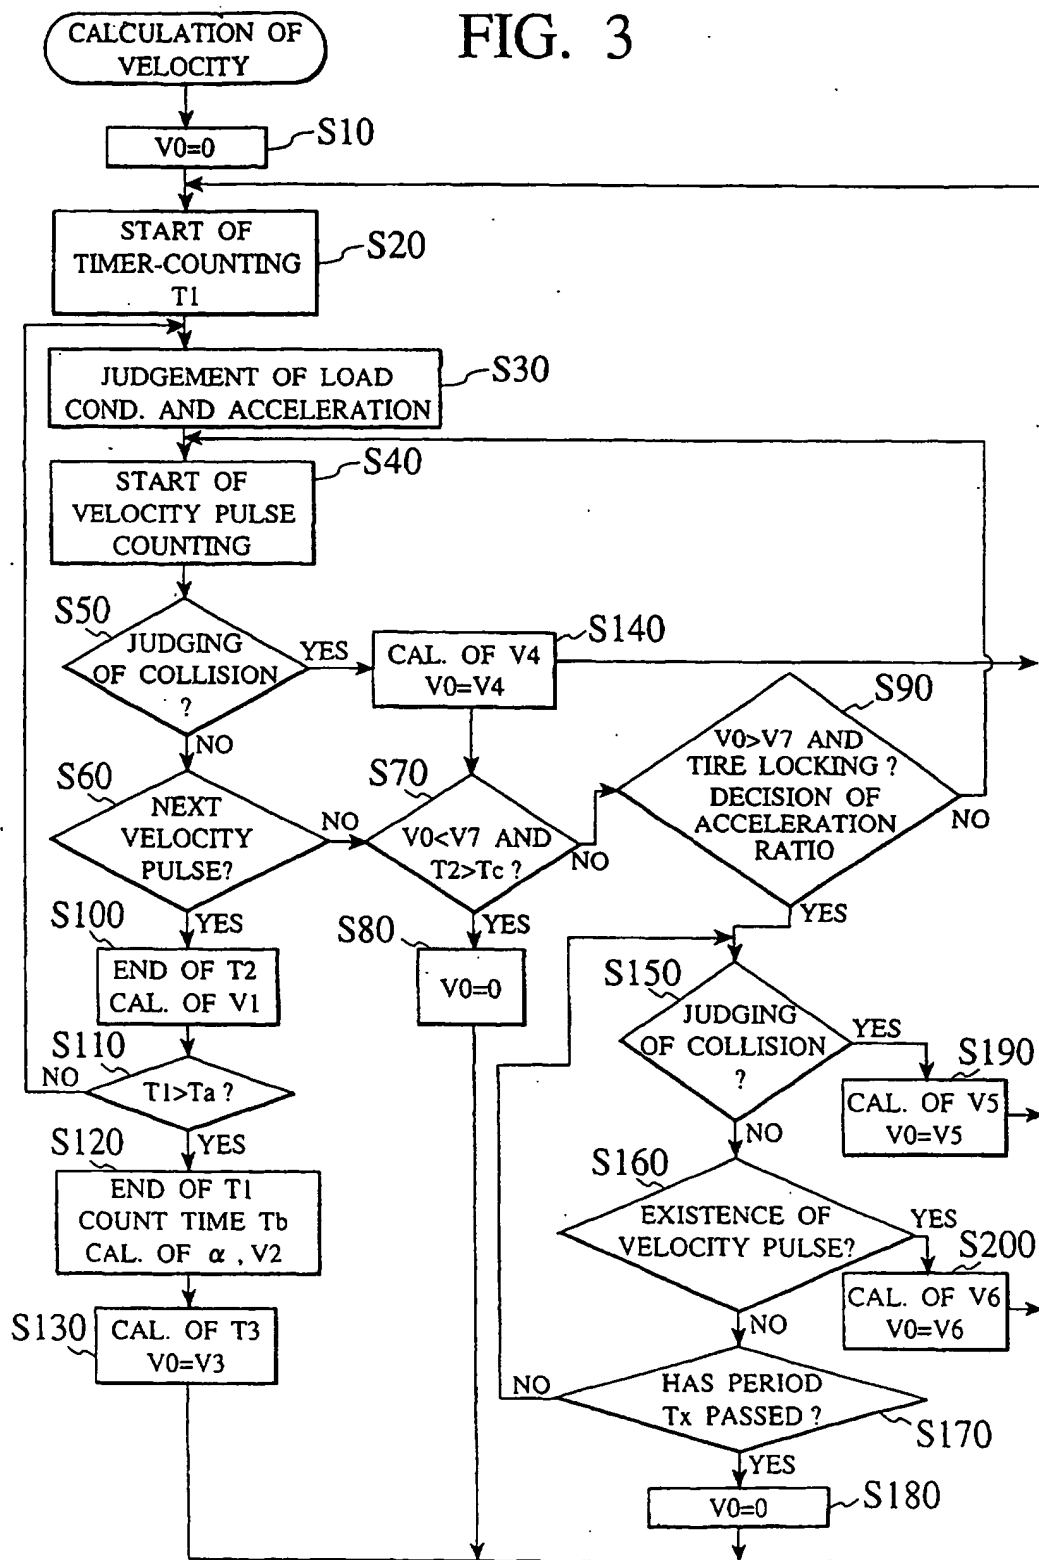 FIG. 3
CALCULATION OF
VELOCITY
V0=0
S10
START OF
TIMER-COUNTING
T1
S20
JUDGEMENT OF LOAD
COND. AND ACCELERATION
S30
START OF
VELOCITY PULSE
COUNTING
S40
S50
JUDGING
OF COLLISION
?
YES
NO
CAL. OF V4
V0=V4
S140
S60
NEXT
VELOCITY
PULSE?
NO
YES
S70
V0<V7 AND
T2>Tc ?
NO
YES
S90
V0>V7 AND
TIRE LOCKING ?
DECISION OF
ACCELERATION
RATIO
NO
YES
S80
V0=0
S100
END OF T2
CAL. OF V1
S110
T1>Ta ?
NO
YES
S120
END OF T1
COUNT TIME Tb
CAL. OF α , V2
S130
CAL. OF T3
V0=V3
S150
JUDGING
OF COLLISION
?
YES
NO
S190
CAL. OF V5
V0=V5
S160
EXISTENCE OF
VELOCITY PULSE?
YES
NO
S200
CAL. OF V6
V0=V6
HAS PERIOD
Tx PASSED ?
NO
S170
YES
V0=0
S180